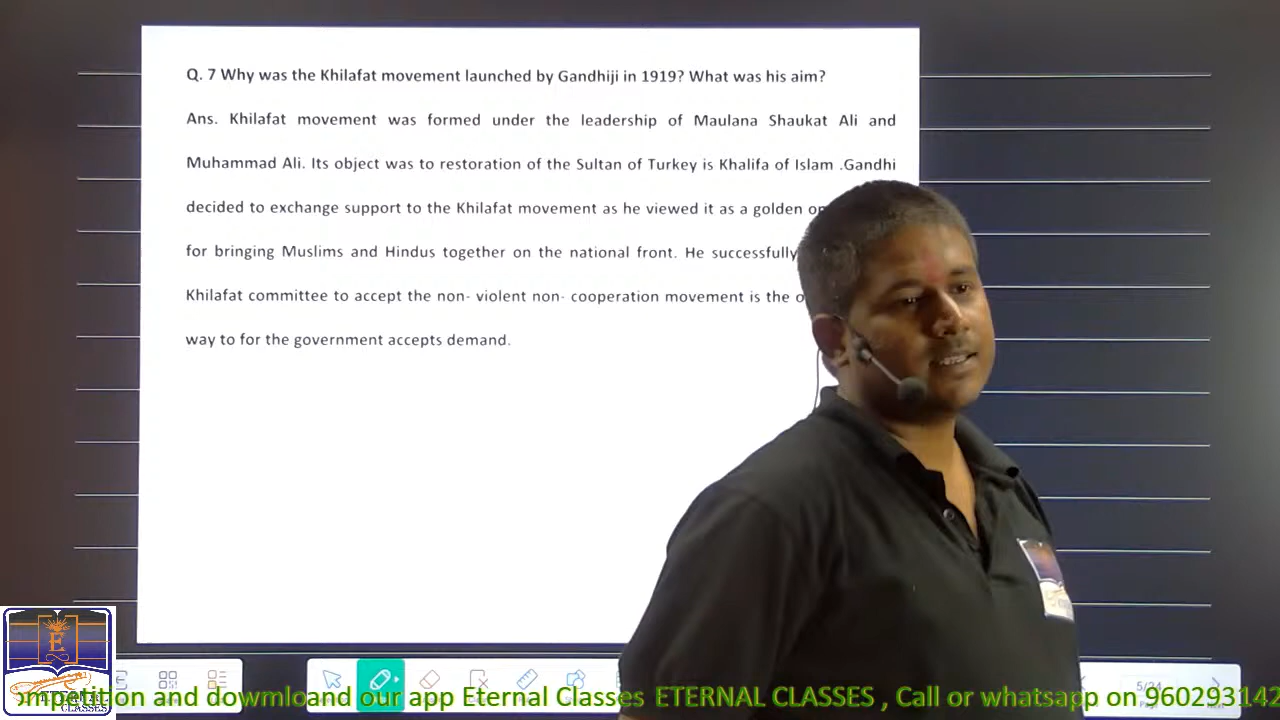 Q. 7 Why was the Khilafat movement launched by Gandhiji in 1919? What was his aim?
Ans. Khilafat movement was formed under the leadership of Maulana Shaukat Ali and
Muhammad Ali. Its object was to restoration of the Sultan of Turkey is Khalifa of Islam .Gandhi
decided to exchange support to the Khilafat movement as he viewed it as a golden
for bringing Muslims and Hindus together on the national front. He successfully
Khilafat committee to accept the non- violent non- cooperation movement is the
way to for the government accepts demand.
5/24
E
CLASSES
and dowmloand our app Eternal Classes ETERNAL CLASSES , Call or whatsapp on 960293142